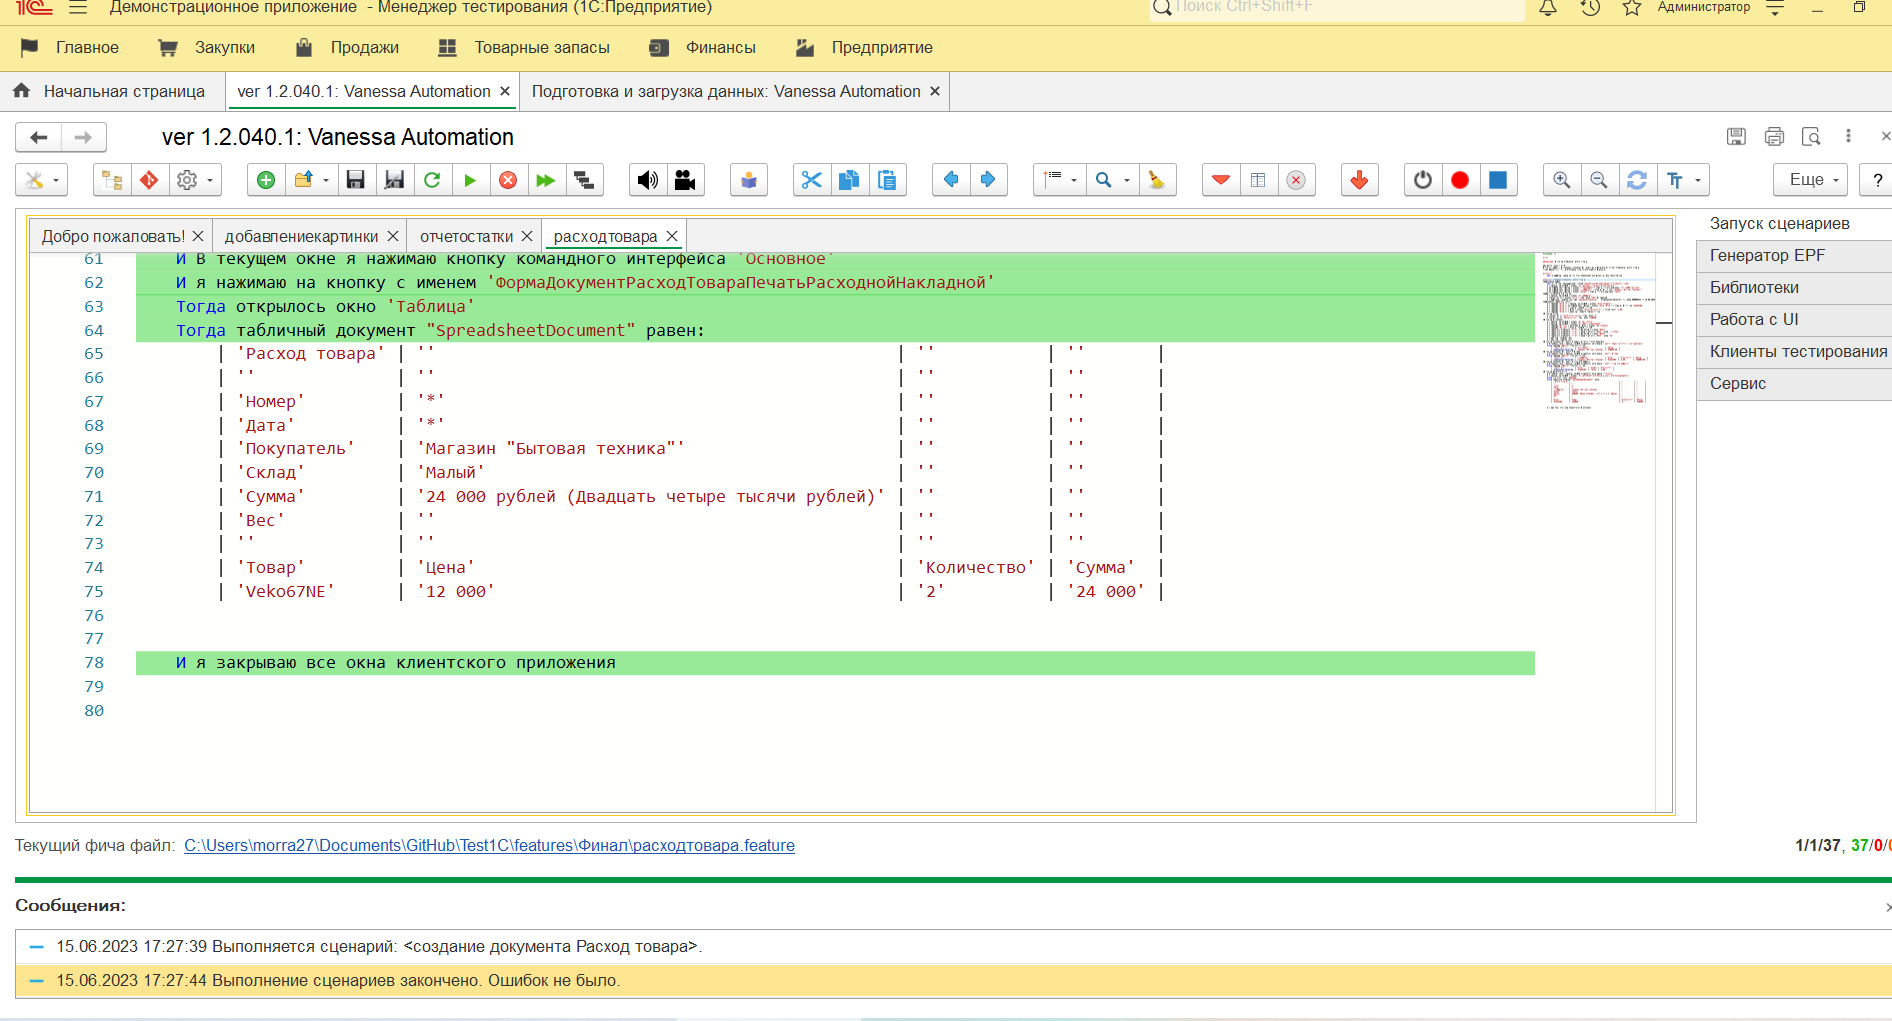 1С Демонстрационное приложение - Менеджер тестирования (1С:Предприятие) Поиск Ctrl+Shift+F Администратор
Главное Закупки Продажи Товарные запасы Финансы Предприятие
Начальная страница ver 1.2.040.1: Vanessa Automation Подготовка и загрузка данных: Vanessa Automation
ver 1.2.040.1: Vanessa Automation
Еще ?
Добро пожаловать! добавлениекартинки отчетостатки расходтовара
61 И В текущем окне я нажимаю кнопку командного интерфейса 'Основное'
62 И я нажимаю на кнопку с именем 'ФормаДокументРасходТовараПечатьРасходнойНакладной'
63 Тогда открылось окно 'Таблица'
64 Тогда табличный документ "SpreadsheetDocument" равен:
65 | 'Расход товара' | '' | '' | '' |
66 | '' | '' | '' | '' |
67 | 'Номер' | '*' | '' | '' |
68 | 'Дата' | '*' | '' | '' |
69 | 'Покупатель' | 'Магазин "Бытовая техника"' | '' | '' |
70 | 'Склад' | 'Малый' | '' | '' |
71 | 'Сумма' | '24 000 рублей (Двадцать четыре тысячи рублей)' | '' | '' |
72 | 'Вес' | '' | '' | '' |
73 | '' | '' | '' | '' |
74 | 'Товар' | 'Цена' | 'Количество' | 'Сумма' |
75 | 'Veko67NE' | '12 000' | '2' | '24 000' |
76
77
78 И я закрываю все окна клиентского приложения
79
80
Запуск сценариев
Генератор EPF
Библиотеки
Работа с UI
Клиенты тестирования
Сервис
Текущий фича файл: C:\Users\morra27\Documents\GitHub\Test1C\features\Финал\расходтовара.feature 1/1/37, 37/0/
Сообщения:
15.06.2023 17:27:39 Выполняется сценарий: <создание документа Расход товара>.
15.06.2023 17:27:44 Выполнение сценариев закончено. Ошибок не было.